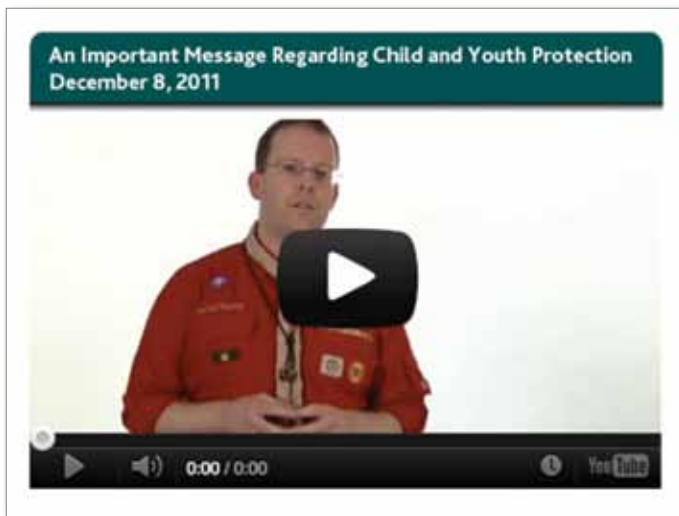 An Important Message Regarding Child and Youth Protection
December 8, 2011
0:00 / 0:00
YouTube